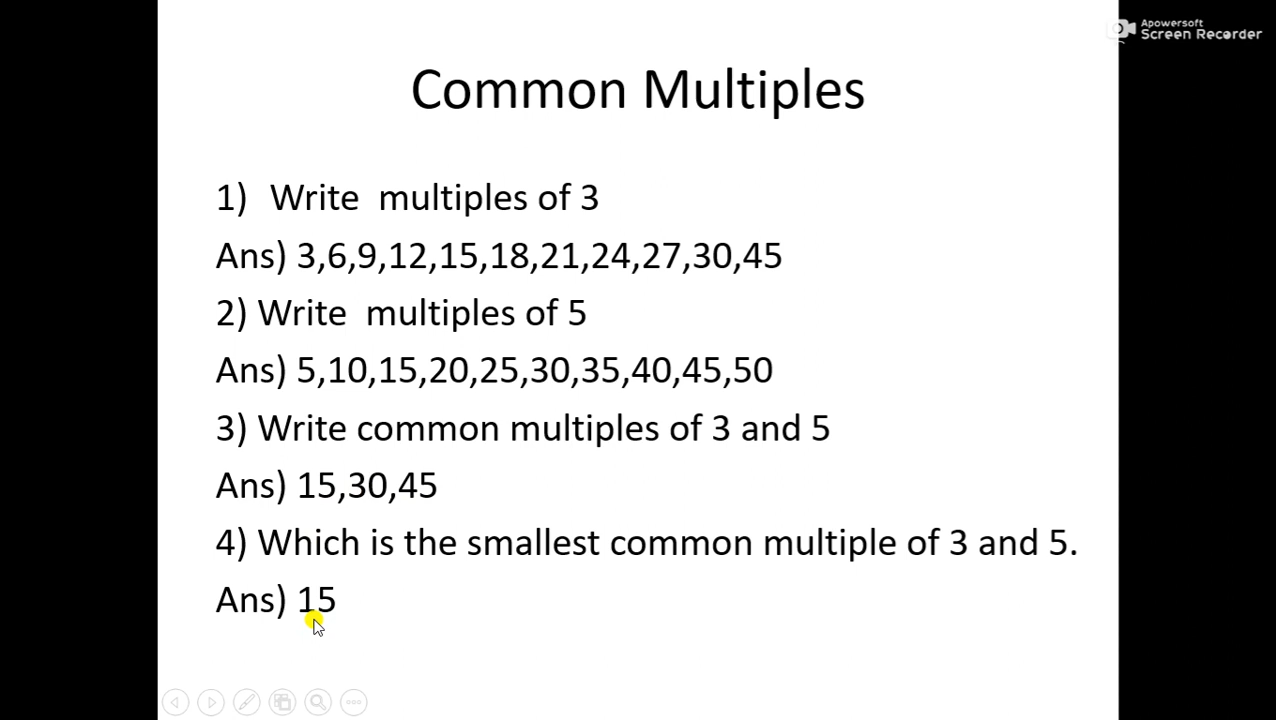 Apowersoft
Screen Recorder
Common Multiples
1) Write multiples of 3
Ans) 3,6,9,12,15,18,21,24,27,30,45
2) Write multiples of 5
Ans) 5,10,15,20,25,30,35,40,45,50
3) Write common multiples of 3 and 5
Ans) 15,30,45
4) Which is the smallest common multiple of 3 and 5.
Ans) 15